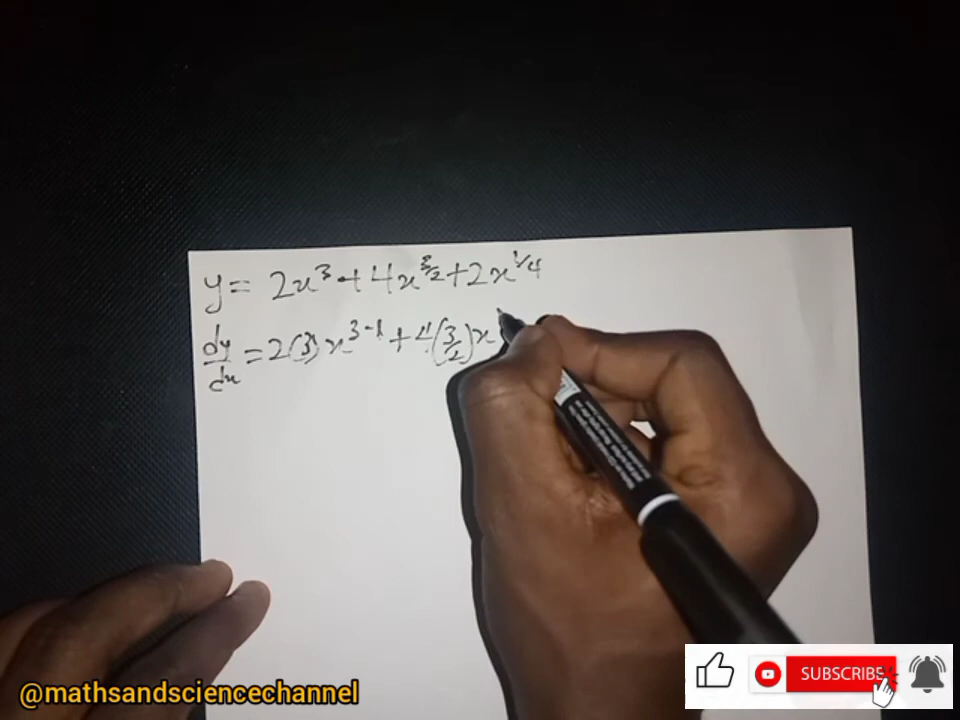 y = 2x³ + 4x^3/2 + 2x^1/4
dy/dx = 2(3)x^3-1 + 4(3/2)x
SUBSCRIBE
@mathsandsciencechannel